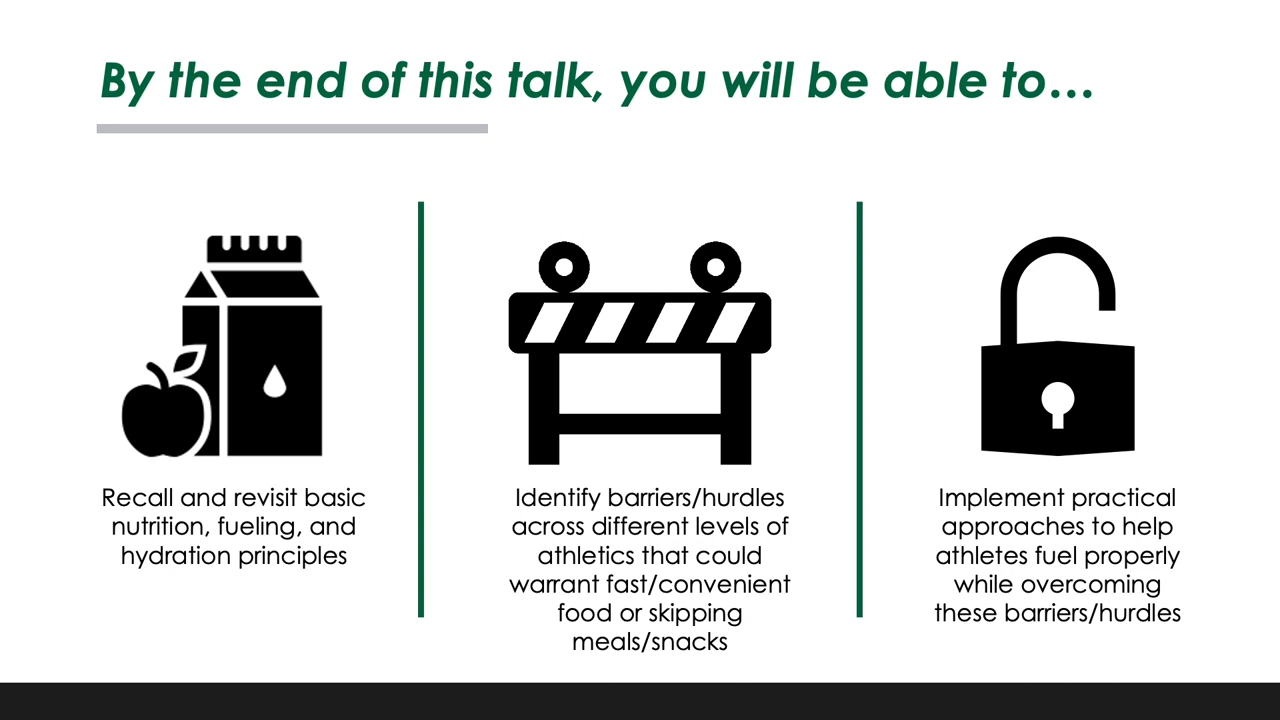 By the end of this talk, you will be able to…
Recall and revisit basic
nutrition, fueling, and
hydration principles
Identify barriers/hurdles
across different levels of
athletics that could
warrant fast/convenient
food or skipping
meals/snacks
Implement practical
approaches to help
athletes fuel properly
while overcoming
these barriers/hurdles